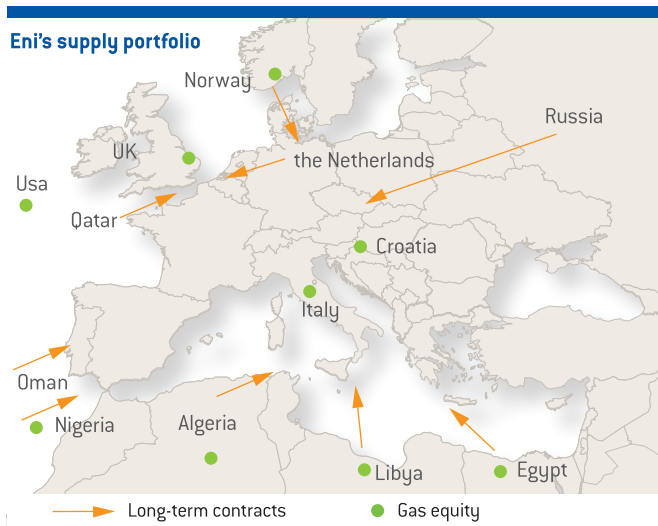 Eni's supply portfolio
Norway
Russia
UK
the Netherlands
Usa
Qatar
Croatia
Italy
Oman
Nigeria
Algeria
Libya
Egypt
Long-term contracts
Gas equity